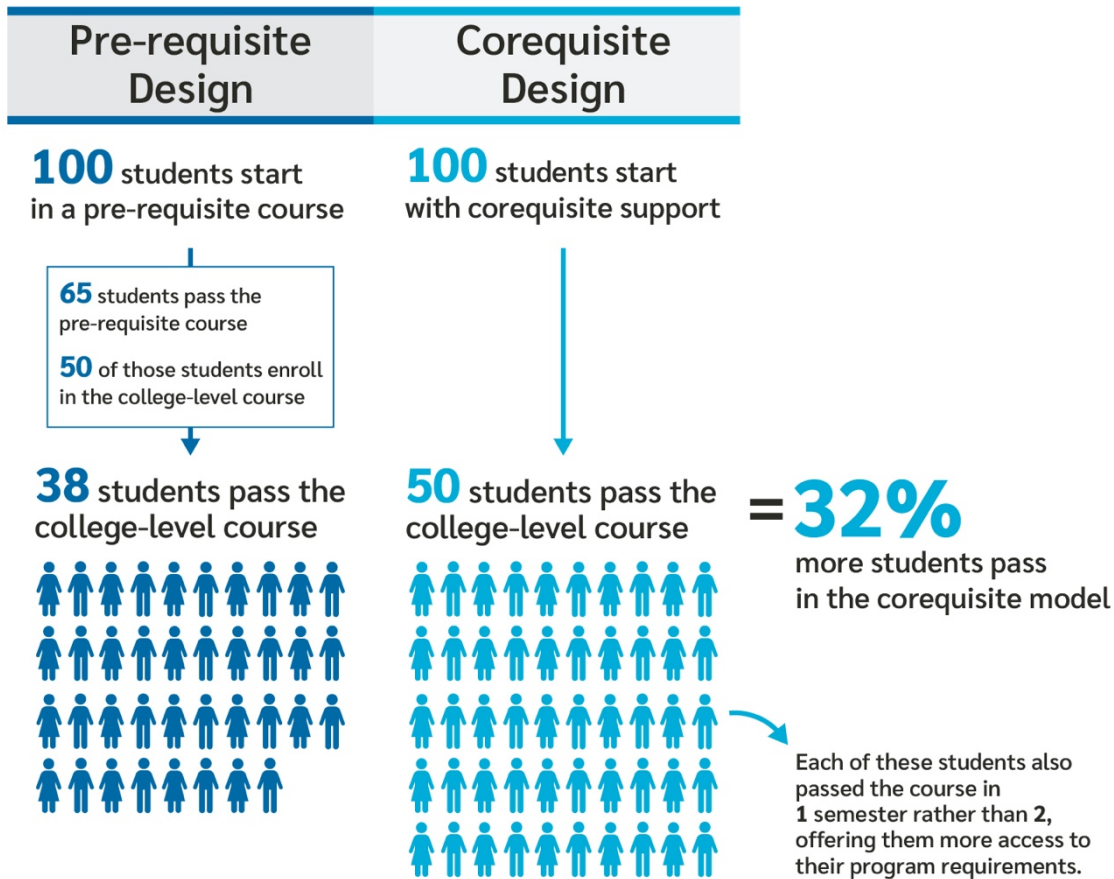 Pre-requisite
Design
Corequisite
Design
100 students start
in a pre-requisite course
100 students start
with corequisite support
65 students pass the
pre-requisite course
50 of those students enroll
in the college-level course
38 students pass the
college-level course
50 students pass the
college-level course
= 32%
more students pass
in the corequisite model
Each of these students also
passed the course in
1 semester rather than 2,
offering them more access to
their program requirements.